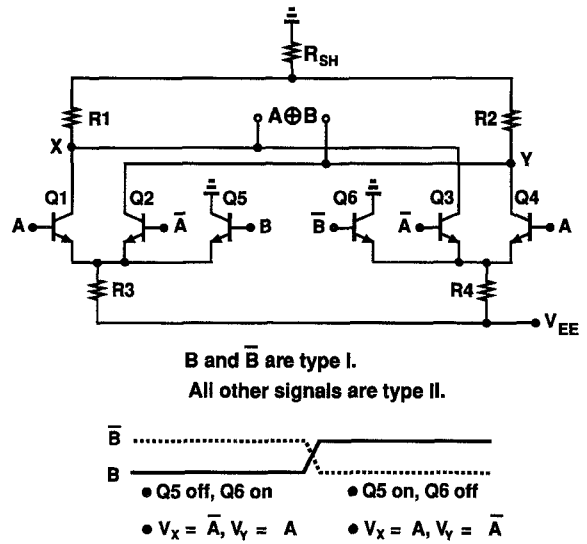 R_SH
R1
A⊕B
R2
X
Y
Q1 Q2 Q5 Q6 Q3 Q4
A A̅ B B̅ A̅ A
R3 R4
V_EE
B and B̅ are type I.
All other signals are type II.
B̅
B
• Q5 off, Q6 on • Q5 on, Q6 off
• V_X = A̅, V_Y = A • V_X = A, V_Y = A̅